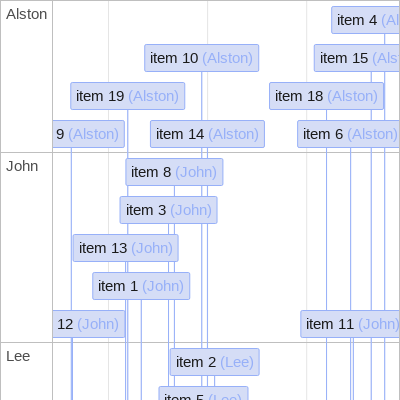 Alston
item 4 (Al
item 10 (Alston)
item 15 (Als
item 19 (Alston)
item 18 (Alston)
9 (Alston)
item 14 (Alston)
item 6 (Alston)
John
item 8 (John)
item 3 (John)
item 13 (John)
item 1 (John)
12 (John)
item 11 (John)
Lee
item 2 (Lee)
item 5 (Lee)